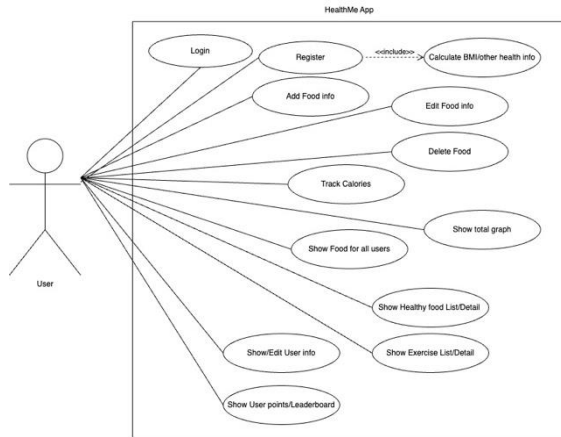 HealthMe App
Login
Register
<<include>>
Calculate BMI/other health info
Add Food info
Edit Food info
Delete Food
Track Calories
Show total graph
Show Food for all users
User
Show Healthy food List/Detail
Show/Edit User info
Show Exercise List/Detail
Show User points/Leaderboard